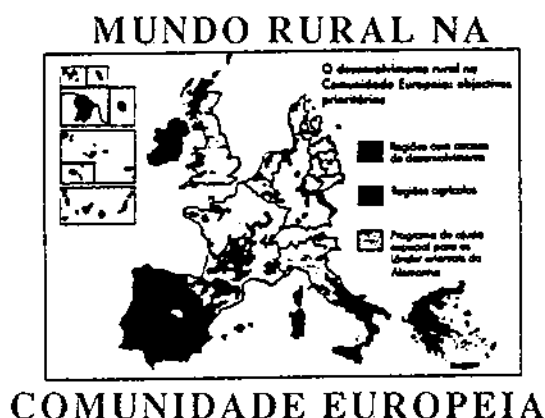 MUNDO RURAL NA
O desenvolvimento rural na
Comunidade Europeia: objectivos
prioritários
Regiões com atrasos
de desenvolvimento
Regiões agrícolas
Programa de ajuda
especial para os
länder orientais da
Alemanha
COMUNIDADE EUROPEIA